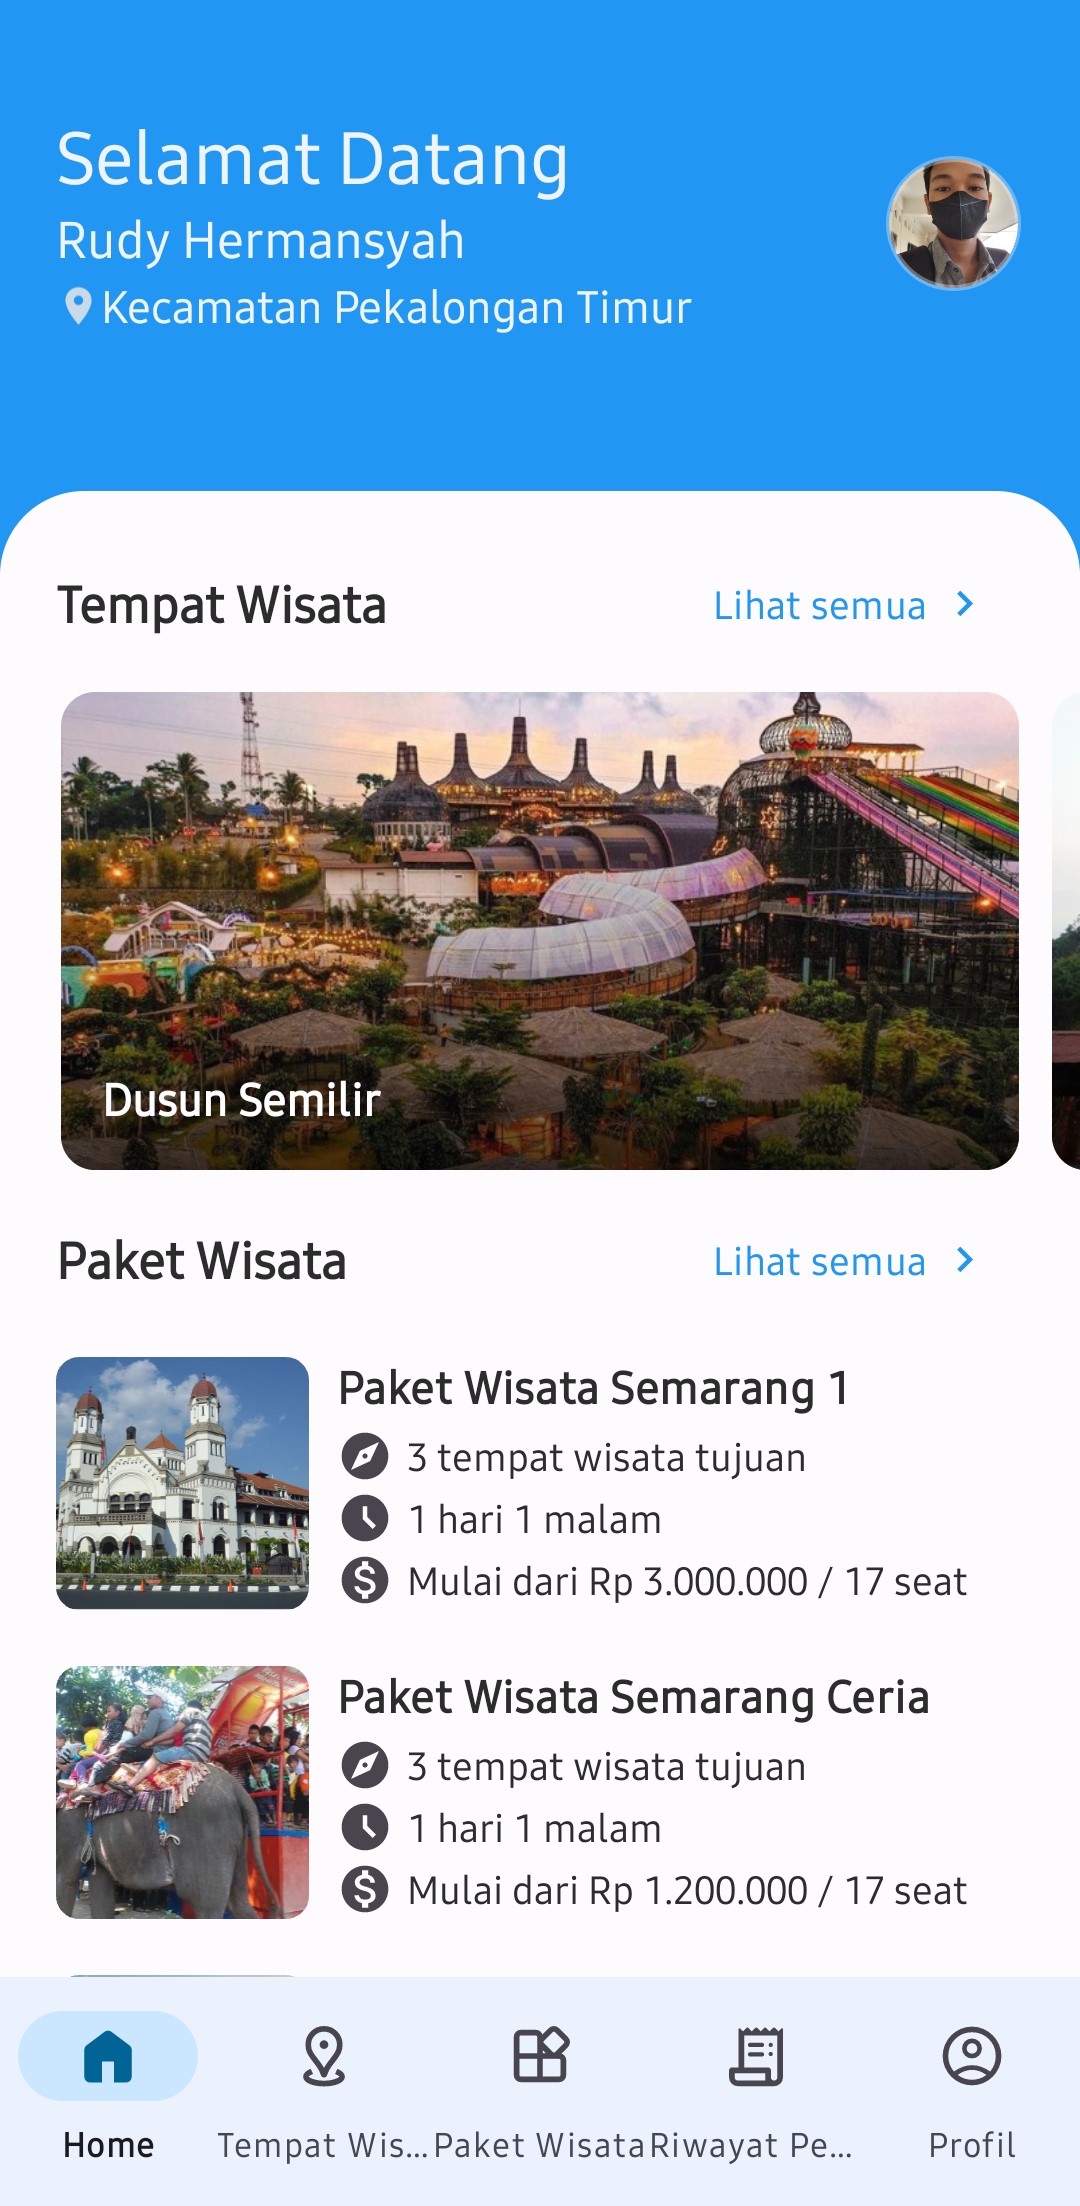 Selamat Datang
Rudy Hermansyah
Kecamatan Pekalongan Timur
Tempat Wisata
Lihat semua
Dusun Semilir
Paket Wisata
Lihat semua
Paket Wisata Semarang 1
3 tempat wisata tujuan
1 hari 1 malam
Mulai dari Rp 3.000.000 / 17 seat
Paket Wisata Semarang Ceria
3 tempat wisata tujuan
1 hari 1 malam
Mulai dari Rp 1.200.000 / 17 seat
Home
Tempat Wis...
Paket Wisata
Riwayat Pe...
Profil